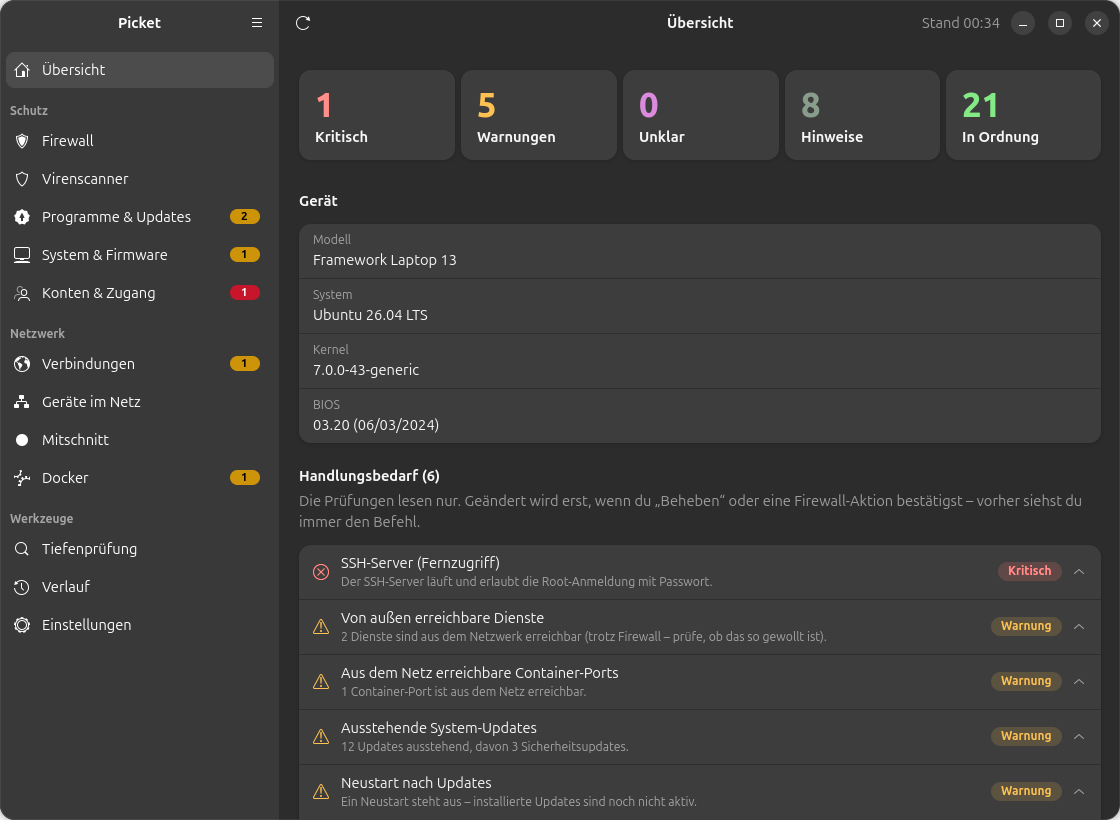 Picket
Übersicht
Stand 00:34
Übersicht
Schutz
Firewall
Virenscanner
Programme & Updates 2
System & Firmware 1
Konten & Zugang 1
Netzwerk
Verbindungen 1
Geräte im Netz
Mitschnitt
Docker 1
Werkzeuge
Tiefenprüfung
Verlauf
Einstellungen
1
Kritisch
5
Warnungen
0
Unklar
8
Hinweise
21
In Ordnung
Gerät
Modell
Framework Laptop 13
System
Ubuntu 26.04 LTS
Kernel
7.0.0-43-generic
BIOS
03.20 (06/03/2024)
Handlungsbedarf (6)
Die Prüfungen lesen nur. Geändert wird erst, wenn du „Beheben“ oder eine Firewall-Aktion bestätigst – vorher siehst du
immer den Befehl.
SSH-Server (Fernzugriff)
Der SSH-Server läuft und erlaubt die Root-Anmeldung mit Passwort.
Kritisch
Von außen erreichbare Dienste
2 Dienste sind aus dem Netzwerk erreichbar (trotz Firewall – prüfe, ob das so gewollt ist).
Warnung
Aus dem Netz erreichbare Container-Ports
1 Container-Port ist aus dem Netz erreichbar.
Warnung
Ausstehende System-Updates
12 Updates ausstehend, davon 3 Sicherheitsupdates.
Warnung
Neustart nach Updates
Ein Neustart steht aus – installierte Updates sind noch nicht aktiv.
Warnung